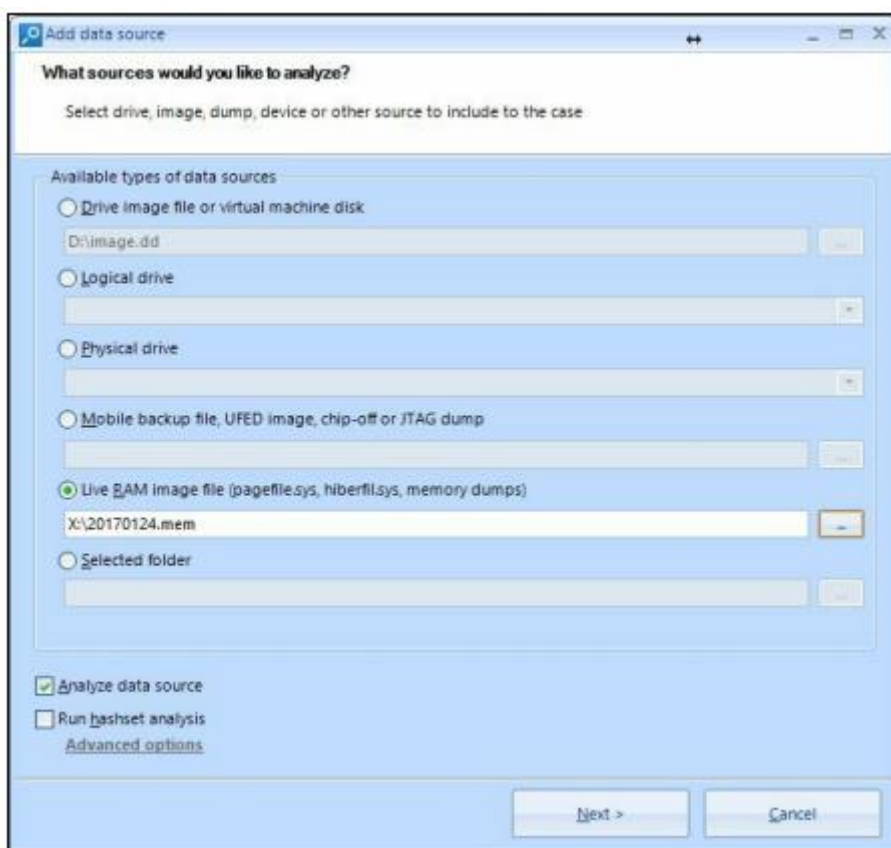 Add data source
What sources would you like to analyze?
Select drive, image, dump, device or other source to include to the case
Available types of data sources
Drive image file or virtual machine disk
D:\image.dd
...
Logical drive
Physical drive
Mobile backup file, UFED image, chip-off or JTAG dump
...
Live RAM image file (pagefile.sys, hiberfil.sys, memory dumps)
X:\20170124.mem
...
Selected folder
...
Analyze data source
Run hashset analysis
Advanced options
Next >
Cancel